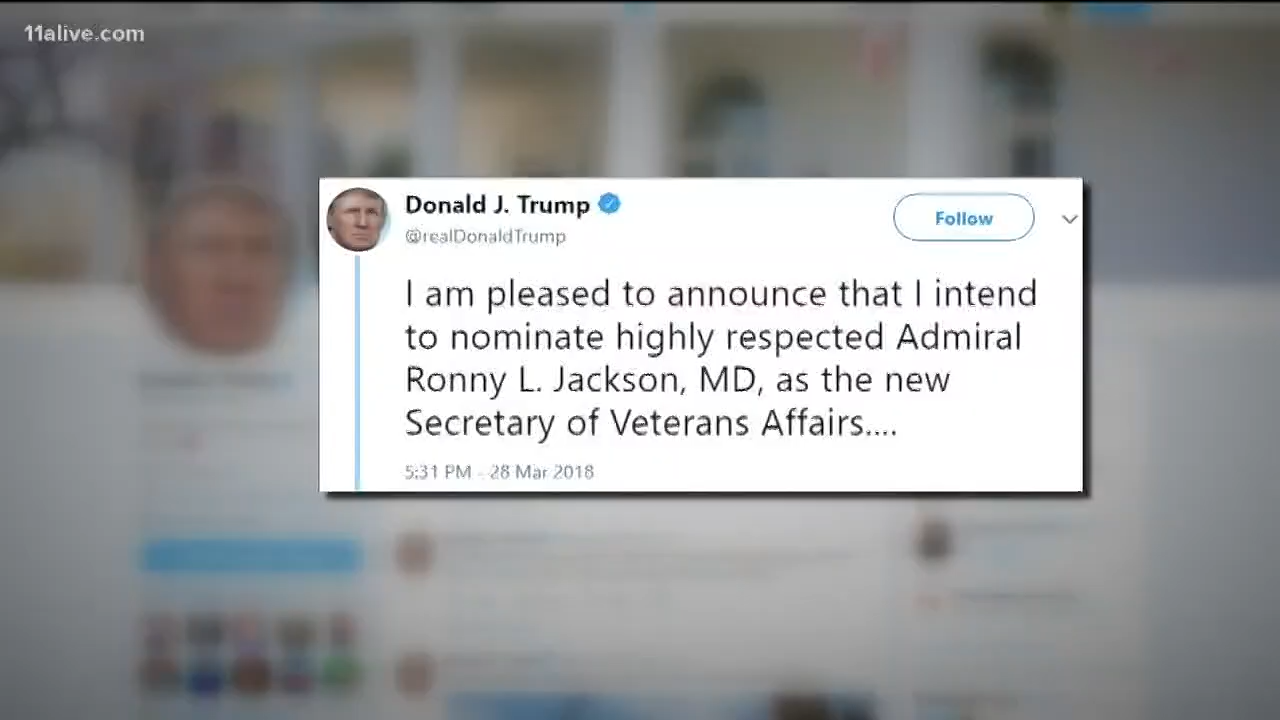 11alive.com
Donald J. Trump
Follow
@realDonaldTrump
I am pleased to announce that I intend
to nominate highly respected Admiral
Ronny L. Jackson, MD, as the new
Secretary of Veterans Affairs....
5:31 PM - 28 Mar 2018